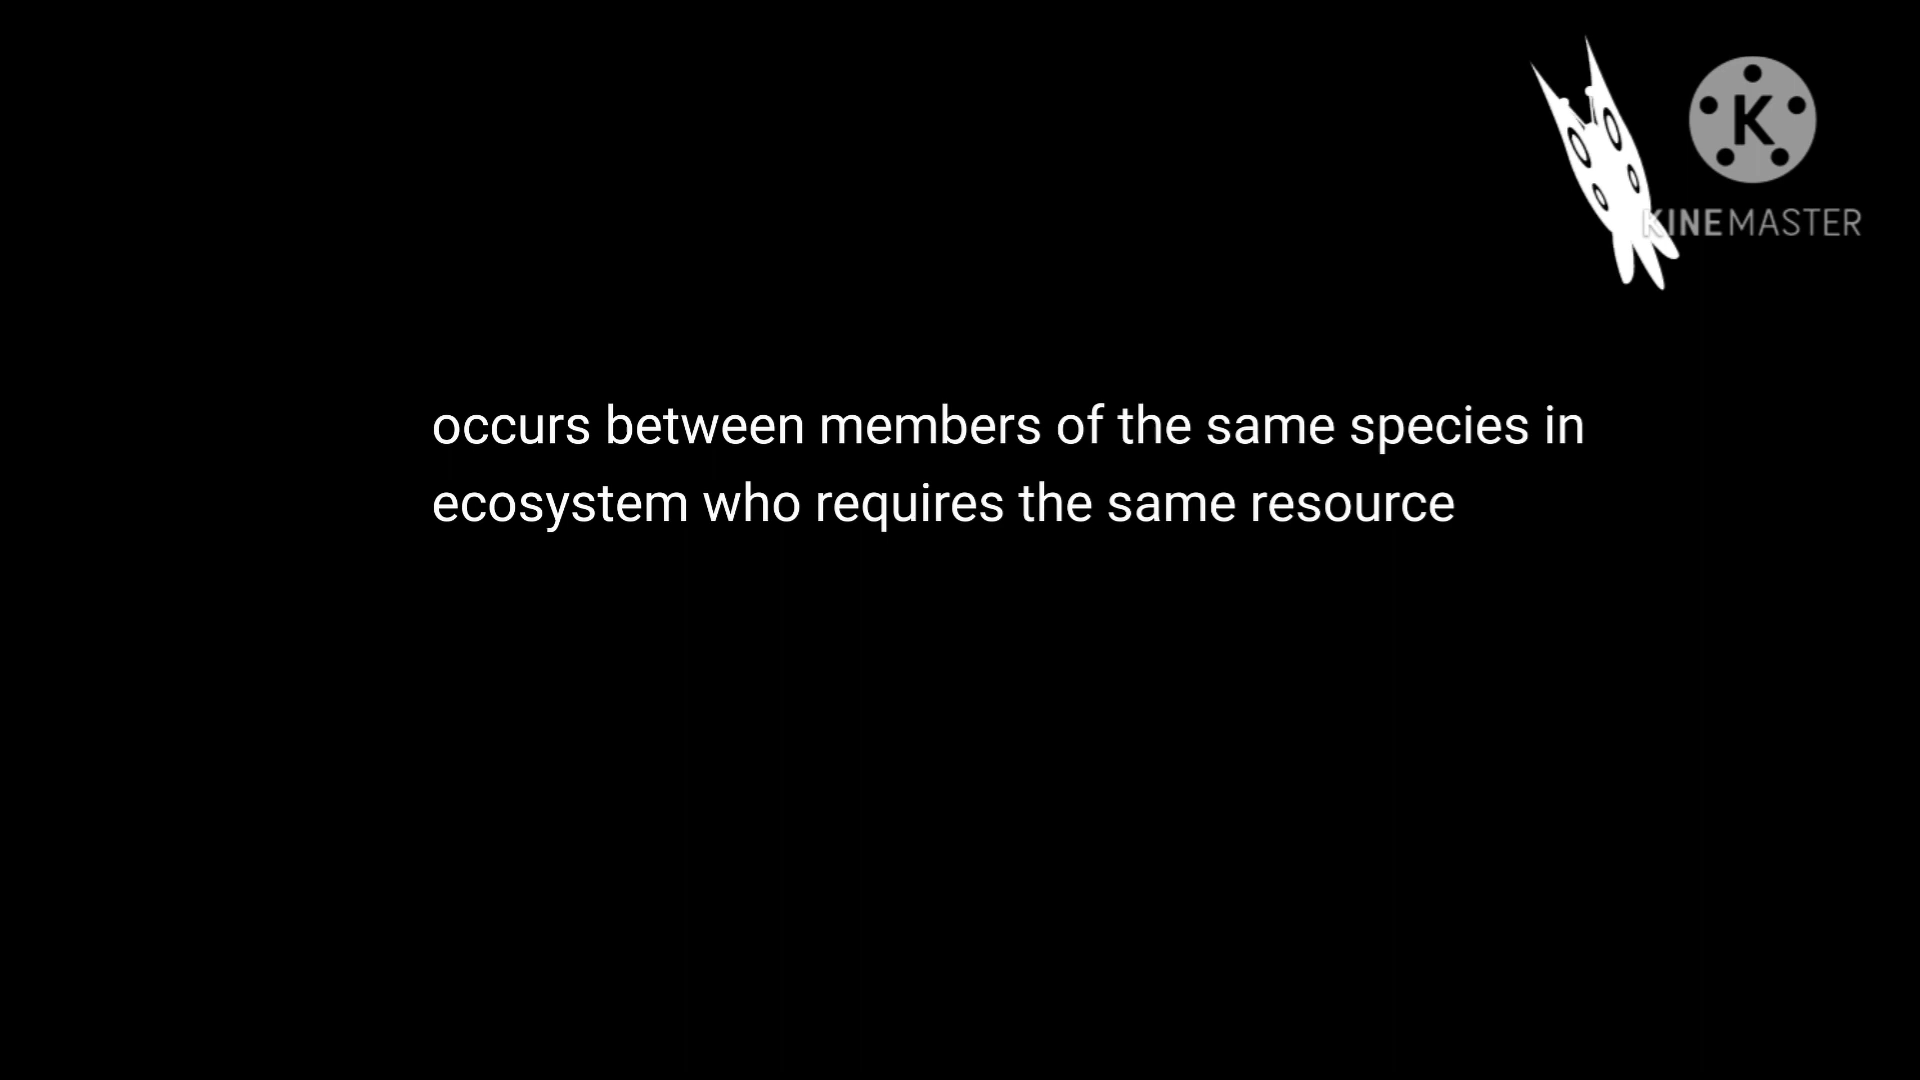 K
KINEMASTER
occurs between members of the same species in
ecosystem who requires the same resource